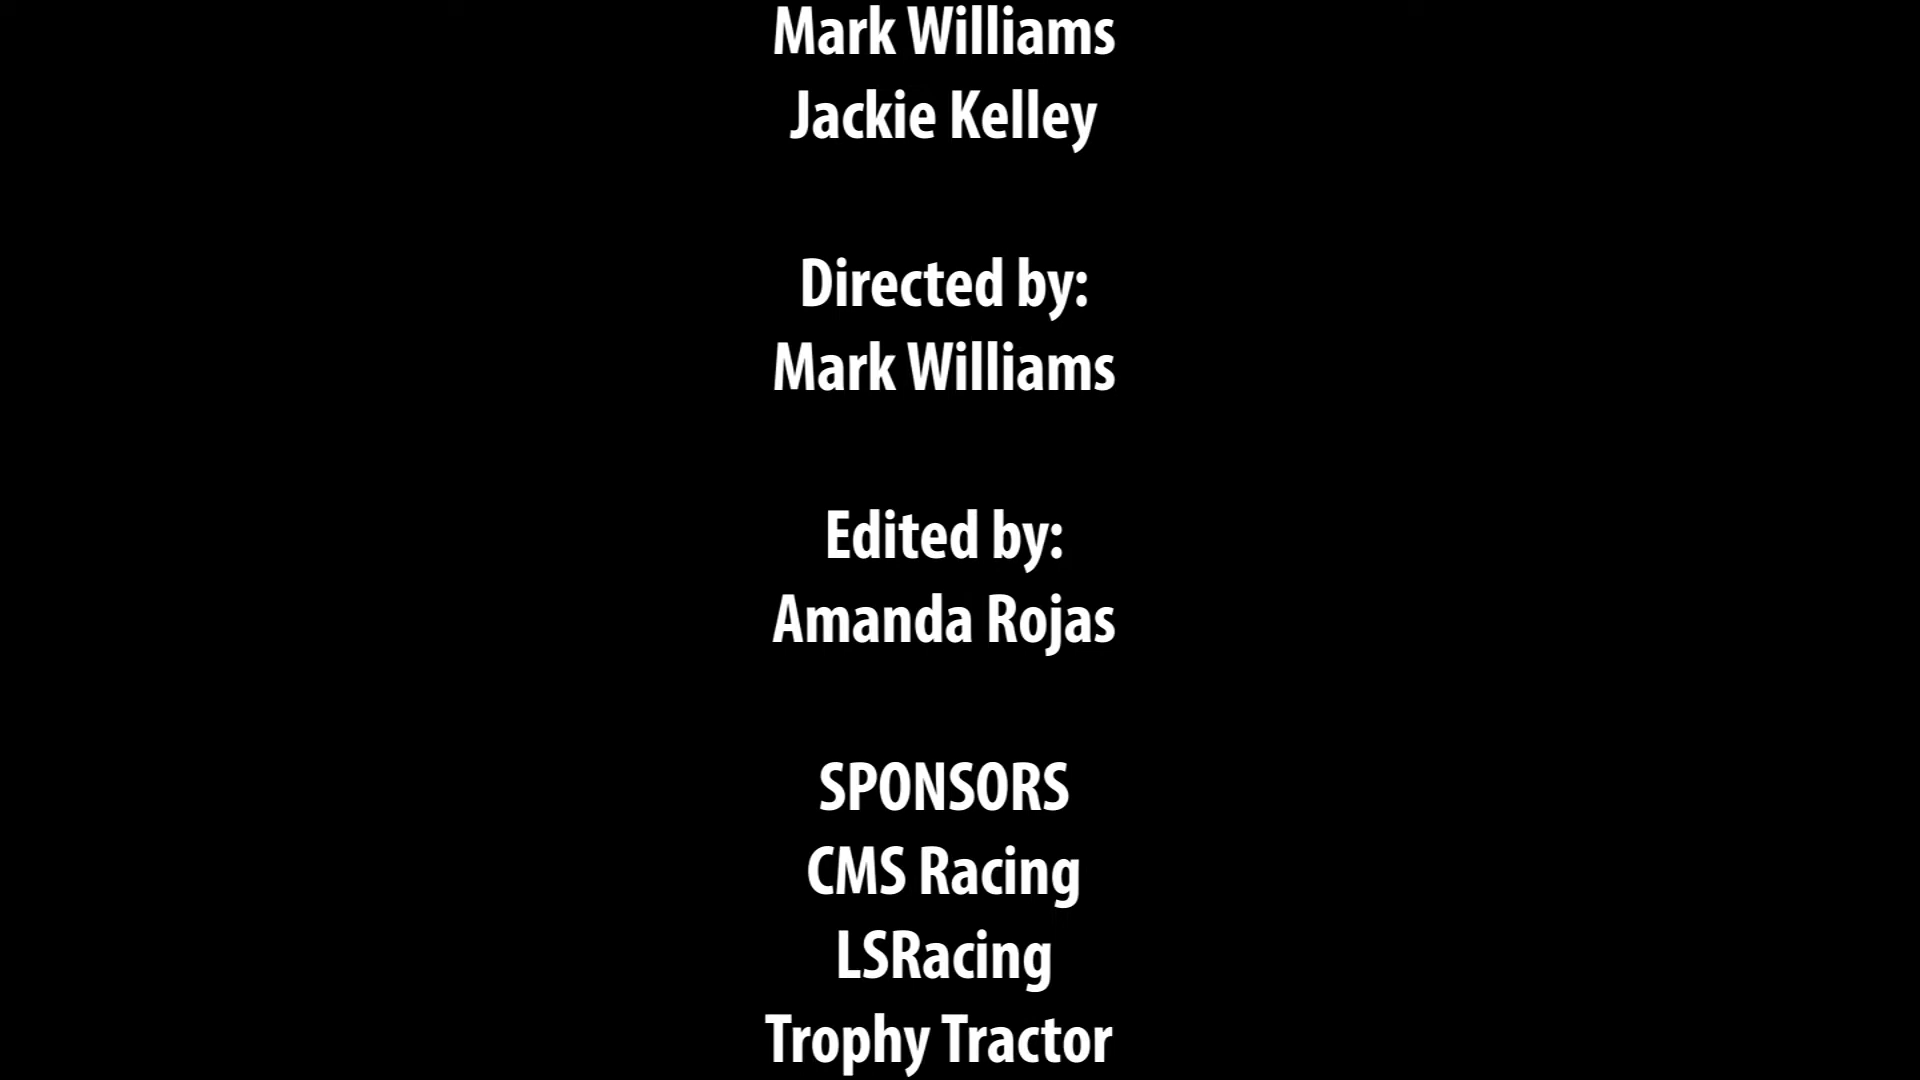 Mark Williams
Jackie Kelley
Directed by:
Mark Williams
Edited by:
Amanda Rojas
SPONSORS
CMS Racing
LSRacing
Trophy Tractor